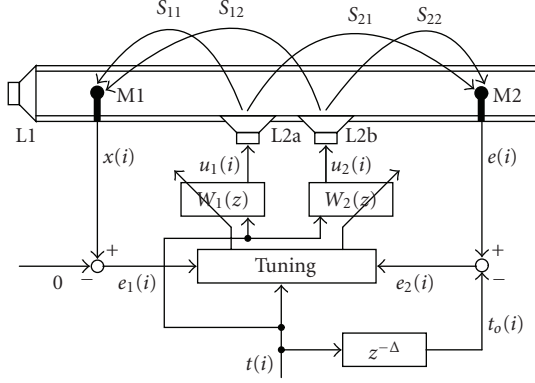 S11 S12 S21 S22
M1 M2
L1 L2a L2b
x(i) u1(i) u2(i) e(i)
W1(z) W2(z)
+ +
Tuning
0 − e1(i) e2(i) −
to(i)
z−Δ
t(i)